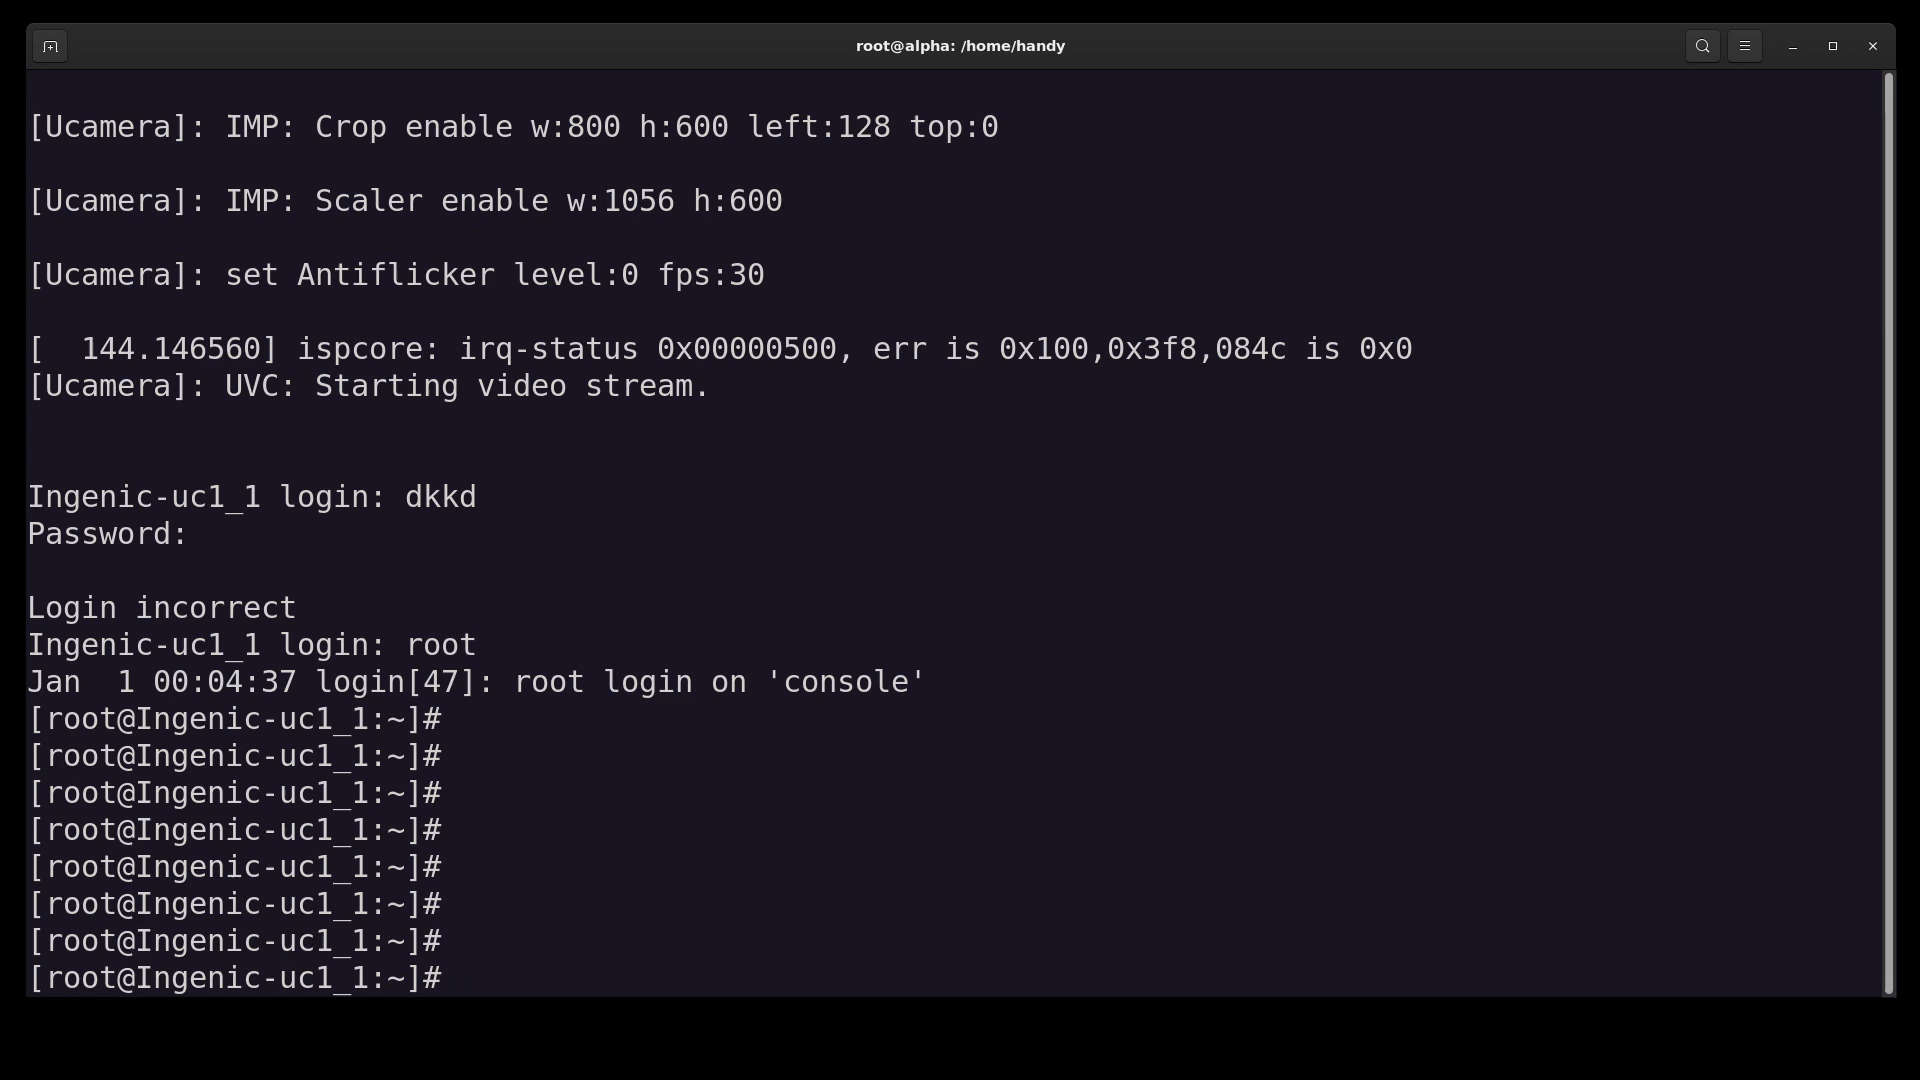 root@alpha: /home/handy
[Ucamera]: IMP: Crop enable w:800 h:600 left:128 top:0
[Ucamera]: IMP: Scaler enable w:1056 h:600
[Ucamera]: set Antiflicker level:0 fps:30
[  144.146560] ispcore: irq-status 0x00000500, err is 0x100,0x3f8,084c is 0x0
[Ucamera]: UVC: Starting video stream.
Ingenic-uc1_1 login: dkkd
Password:
Login incorrect
Ingenic-uc1_1 login: root
Jan  1 00:04:37 login[47]: root login on 'console'
[root@Ingenic-uc1_1:~]#
[root@Ingenic-uc1_1:~]#
[root@Ingenic-uc1_1:~]#
[root@Ingenic-uc1_1:~]#
[root@Ingenic-uc1_1:~]#
[root@Ingenic-uc1_1:~]#
[root@Ingenic-uc1_1:~]#
[root@Ingenic-uc1_1:~]#